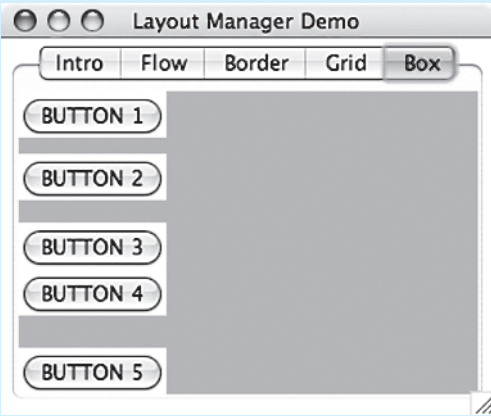 Layout Manager Demo
Intro Flow Border Grid Box
BUTTON 1
BUTTON 2
BUTTON 3
BUTTON 4
BUTTON 5